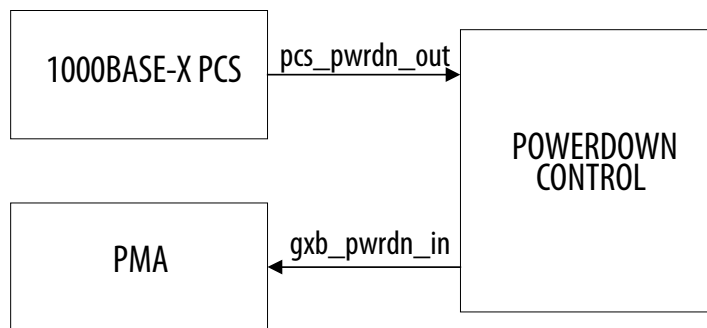 1000BASE-X PCS
pcs_pwrdn_out
POWERDOWN
CONTROL
PMA
gxb_pwrdn_in